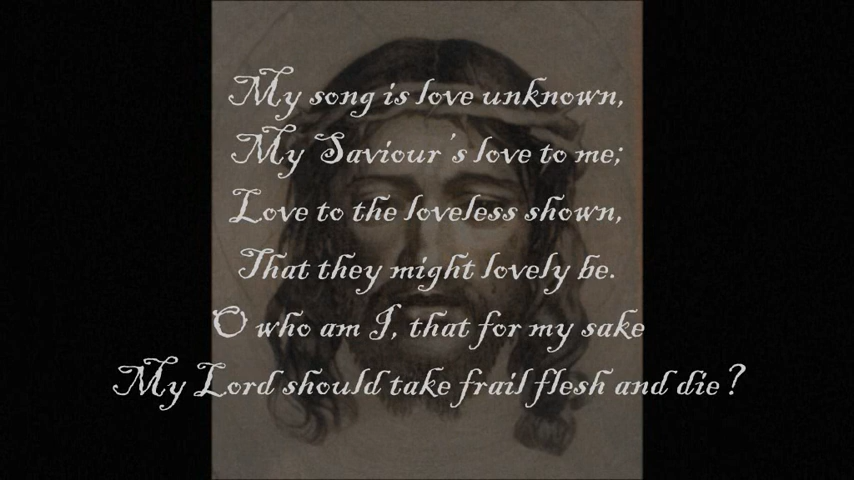 My song is love unknown,
My Saviour's love to me;
Love to the loveless shown,
That they might lovely be.
O who am I, that for my sake
My Lord should take frail flesh and die?